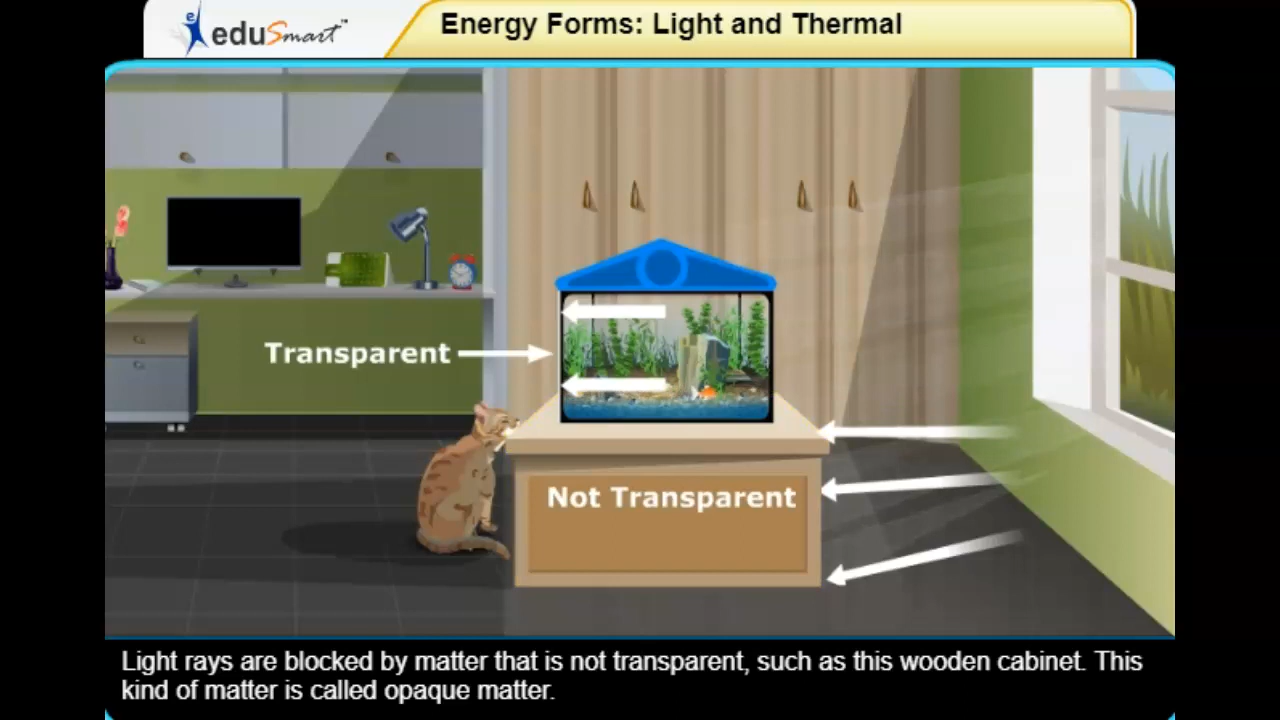 eduSmart™
Energy Forms: Light and Thermal
Transparent
Not Transparent
Light rays are blocked by matter that is not transparent, such as this wooden cabinet. This
kind of matter is called opaque matter.